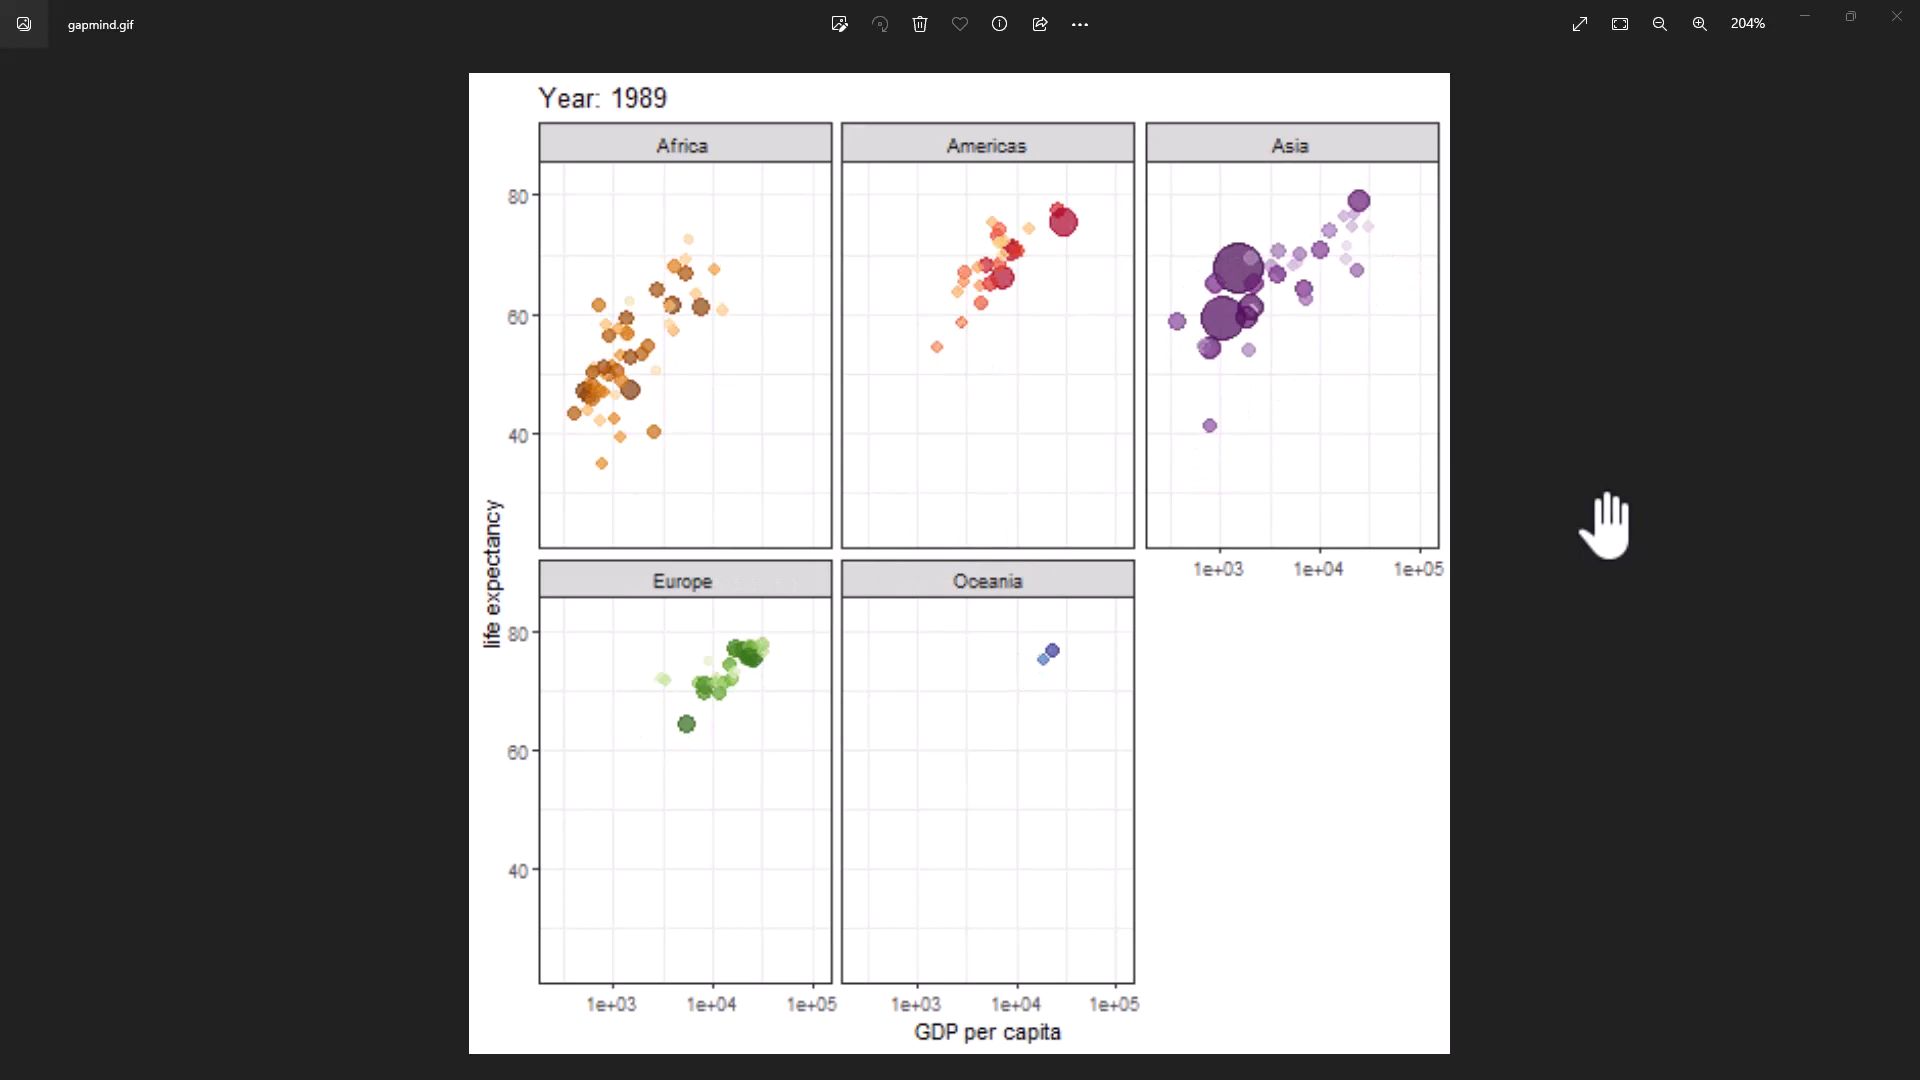 gapmind.gif
204%
Year: 1989
Africa
Americas
Asia
80
60
40
1e+03
1e+04
1e+05
life expectancy
Europe
Oceania
80
60
40
1e+03
1e+04
1e+05
1e+03
1e+04
1e+05
GDP per capita